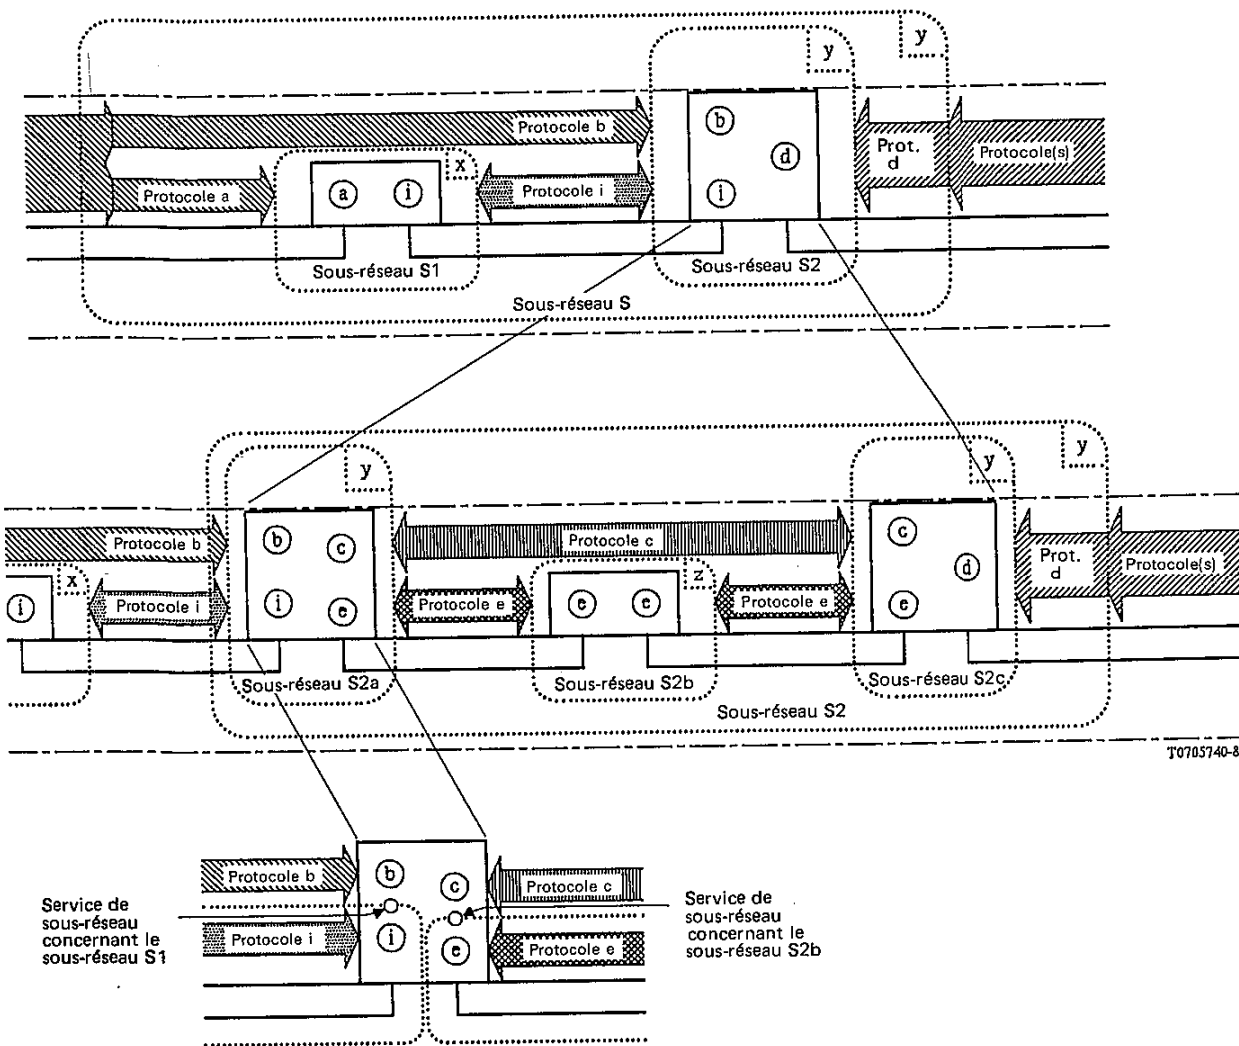 y
y
Protocole b
b
d
Prot.
d
Protocole(s)
x
Protocole a
a
i
Protocole i
i
Sous-réseau S1
Sous-réseau S2
Sous-réseau S
y
y
y
Protocole b
b
c
Protocole c
c
d
Prot.
d
Protocole(s)
x
z
i
Protocole i
i
e
Protocole e
e
e
Protocole e
e
Sous-réseau S2a
Sous-réseau S2b
Sous-réseau S2c
Sous-réseau S2
T0705740-8
Protocole b
b
c
Protocole c
Service de
sous-réseau
concernant le
sous-réseau S1
Service de
sous-réseau
concernant le
sous-réseau S2b
Protocole i
i
e
Protocole e